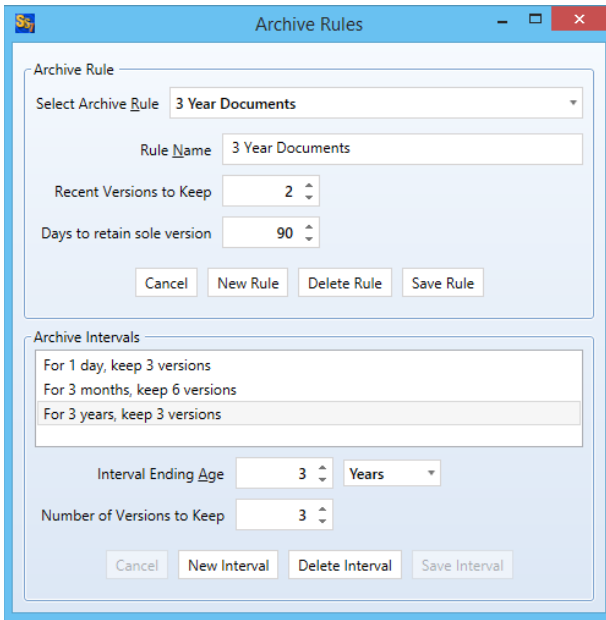 Archive Rules
Archive Rule
Select Archive Rule 3 Year Documents
Rule Name 3 Year Documents
Recent Versions to Keep 2
Days to retain sole version 90
Cancel New Rule Delete Rule Save Rule
Archive Intervals
For 1 day, keep 3 versions
For 3 months, keep 6 versions
For 3 years, keep 3 versions
Interval Ending Age 3 Years
Number of Versions to Keep 3
Cancel New Interval Delete Interval Save Interval